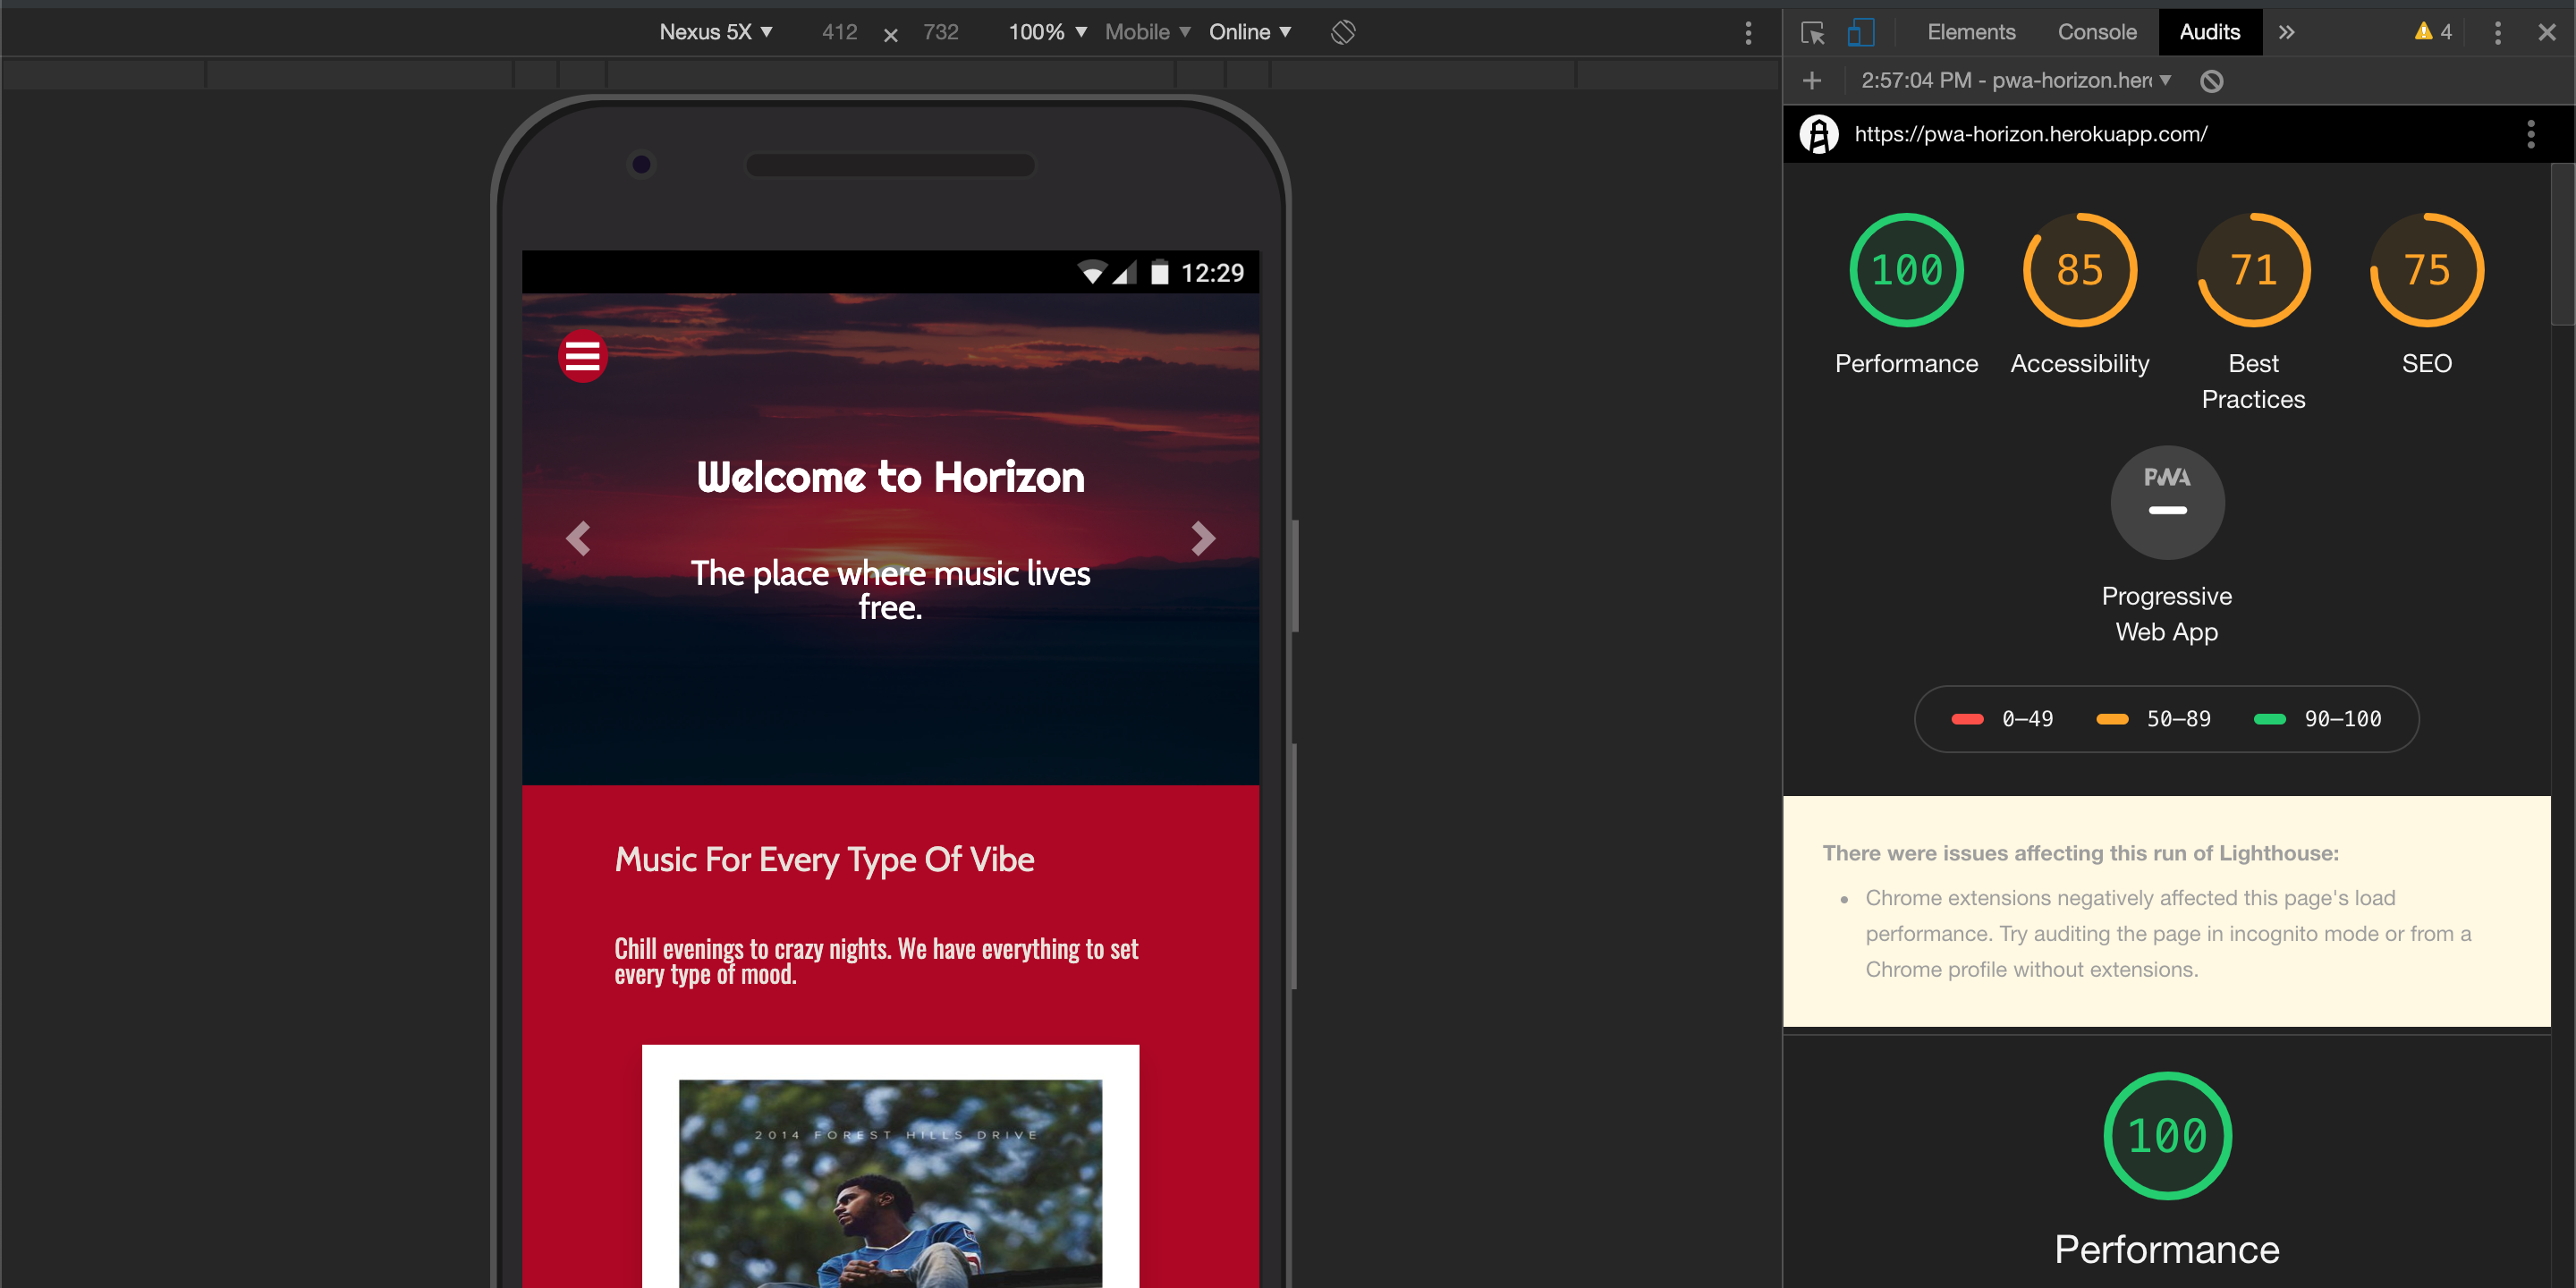 Nexus 5X 412 × 732 100% Mobile Online
Elements Console Audits 4
2:57:04 PM - pwa-horizon.her
https://pwa-horizon.herokuapp.com/
12:29
Welcome to Horizon
The place where music lives
free.
Music For Every Type Of Vibe
Chill evenings to crazy nights. We have everything to set
every type of mood.
2014 FOREST HILLS DRIVE
100 85 71 75
Performance Accessibility Best
Practices SEO
PWA
Progressive
Web App
0–49 50–89 90–100
There were issues affecting this run of Lighthouse:
• Chrome extensions negatively affected this page's load
performance. Try auditing the page in incognito mode or from a
Chrome profile without extensions.
100
Performance